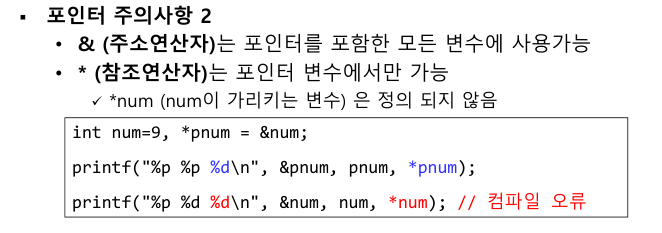 ▪ 포인터 주의사항 2
• & (주소연산자)는 포인터를 포함한 모든 변수에 사용가능
• * (참조연산자)는 포인터 변수에서만 가능
✓ *num (num이 가리키는 변수) 은 정의 되지 않음
int num=9, *pnum = &num;
printf("%p %p %d\n", &pnum, pnum, *pnum);
printf("%p %d %d\n", &num, num, *num); // 컴파일 오류